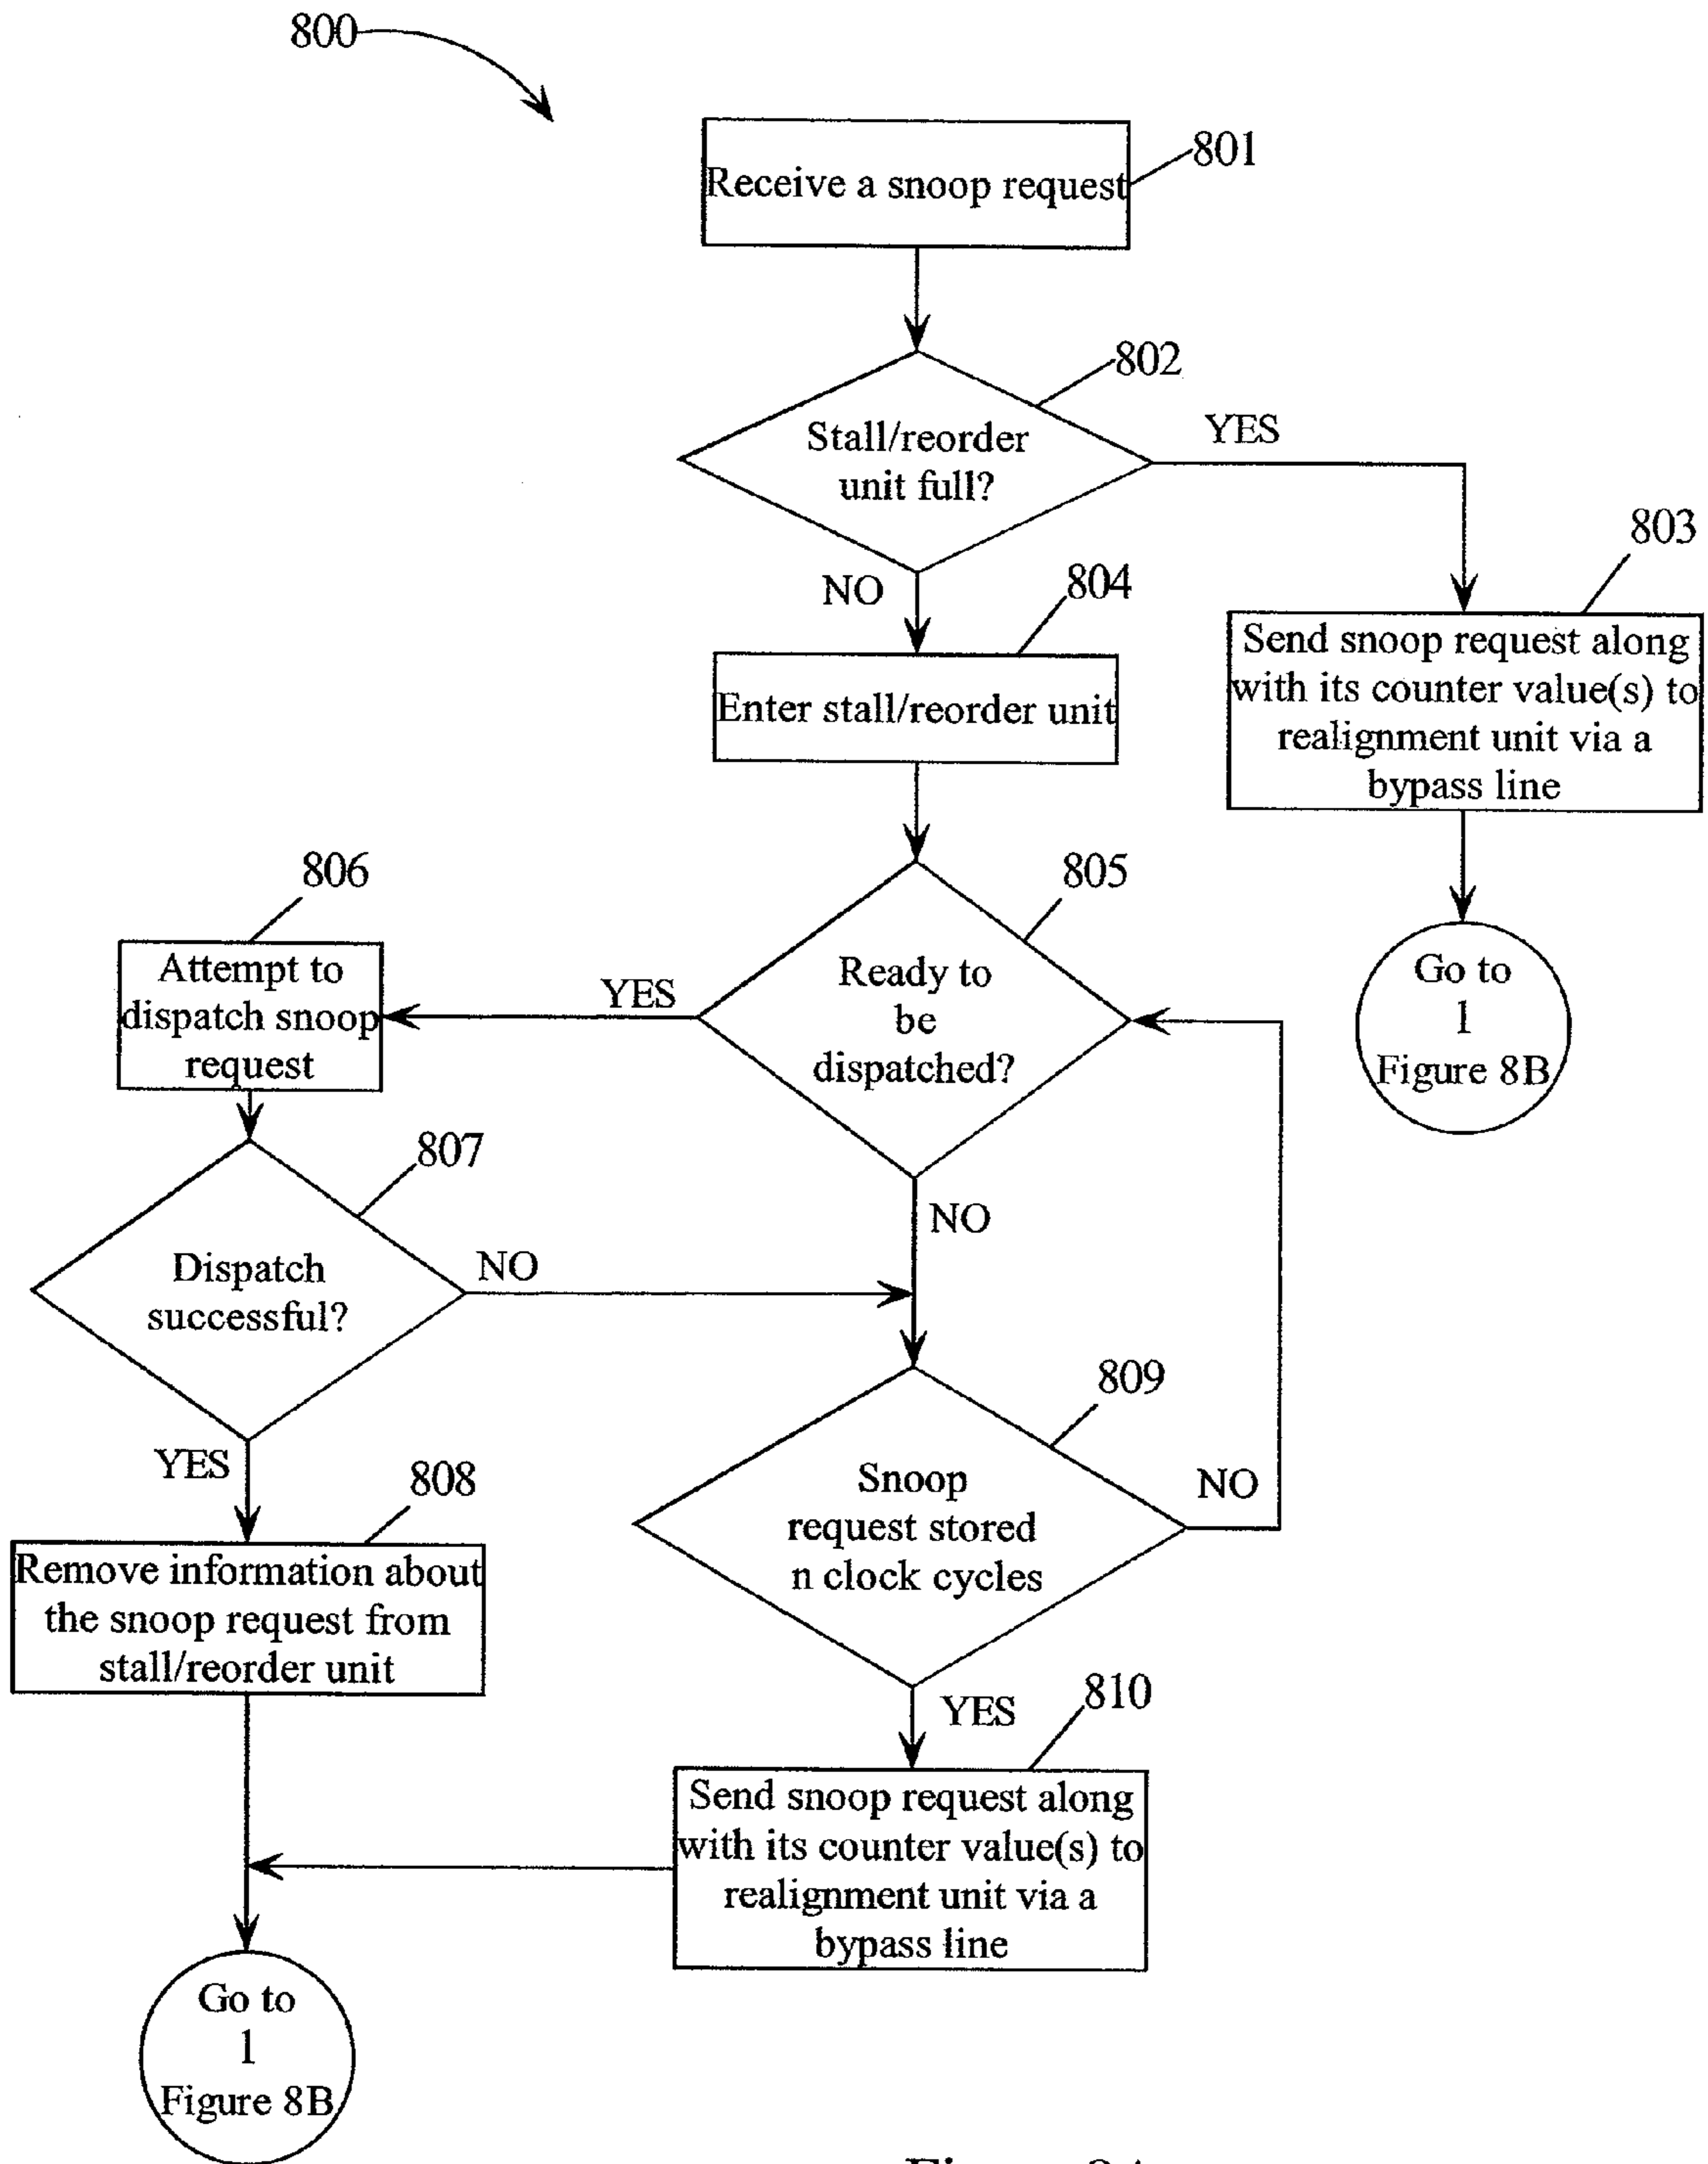 800
801
Receive a snoop request
802
Stall/reorder
unit full?
YES
803
NO
804
Send snoop request along
with its counter value(s) to
realignment unit via a
bypass line
Enter stall/reorder unit
806
805
Attempt to
dispatch snoop
request
YES
Ready to
be
dispatched?
Go to
1
Figure 8B
807
NO
Dispatch
successful?
NO
809
YES
808
Snoop
request stored
n clock cycles
NO
Remove information about
the snoop request from
stall/reorder unit
YES
810
Send snoop request along
with its counter value(s) to
realignment unit via a
bypass line
Go to
1
Figure 8B